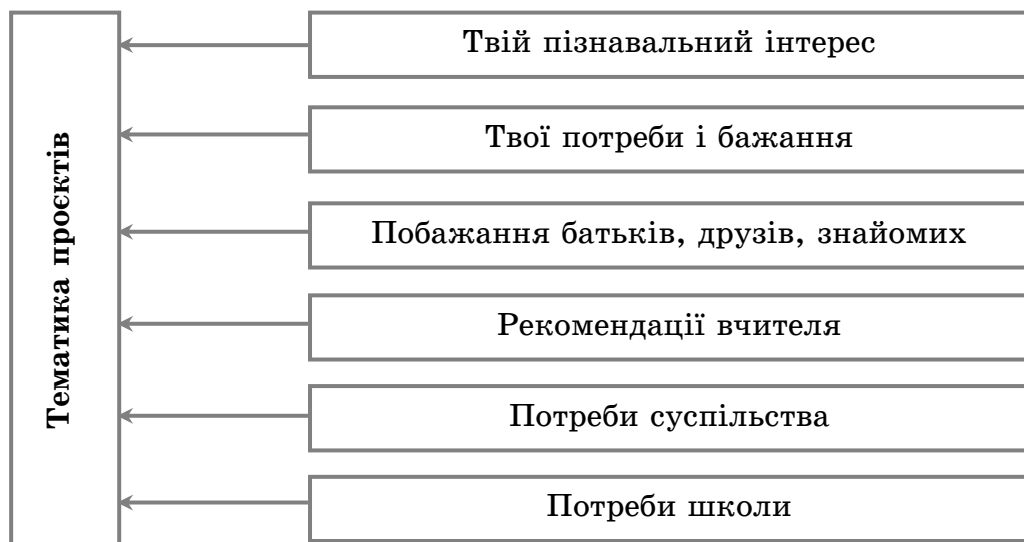 Тематика проєктів
Твій пізнавальний інтерес
Твої потреби і бажання
Побажання батьків, друзів, знайомих
Рекомендації вчителя
Потреби суспільства
Потреби школи